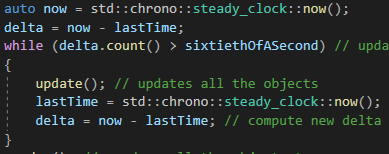 auto now = std::chrono::steady_clock::now();
delta = now - lastTime;
while (delta.count() > sixtiethOfASecond) // upda
{
update(); // updates all the objects
lastTime = std::chrono::steady_clock::now();
delta = now - lastTime; // compute new delta
}